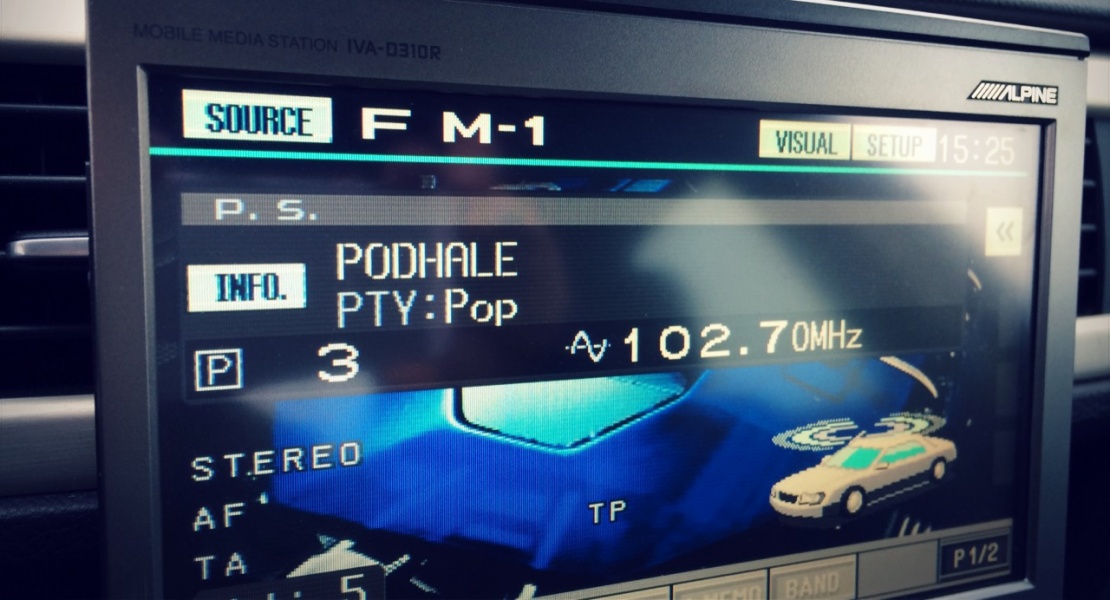 MOBILE MEDIA STATION IVA-D310R
ALPINE
SOURCE FM-1 VISUAL SETUP 15:25
P.S.
«
PODHALE
INFO. PTY:Pop
P 3 102.70MHz
STEREO
AF
TP
TA
5
BAND P1/2